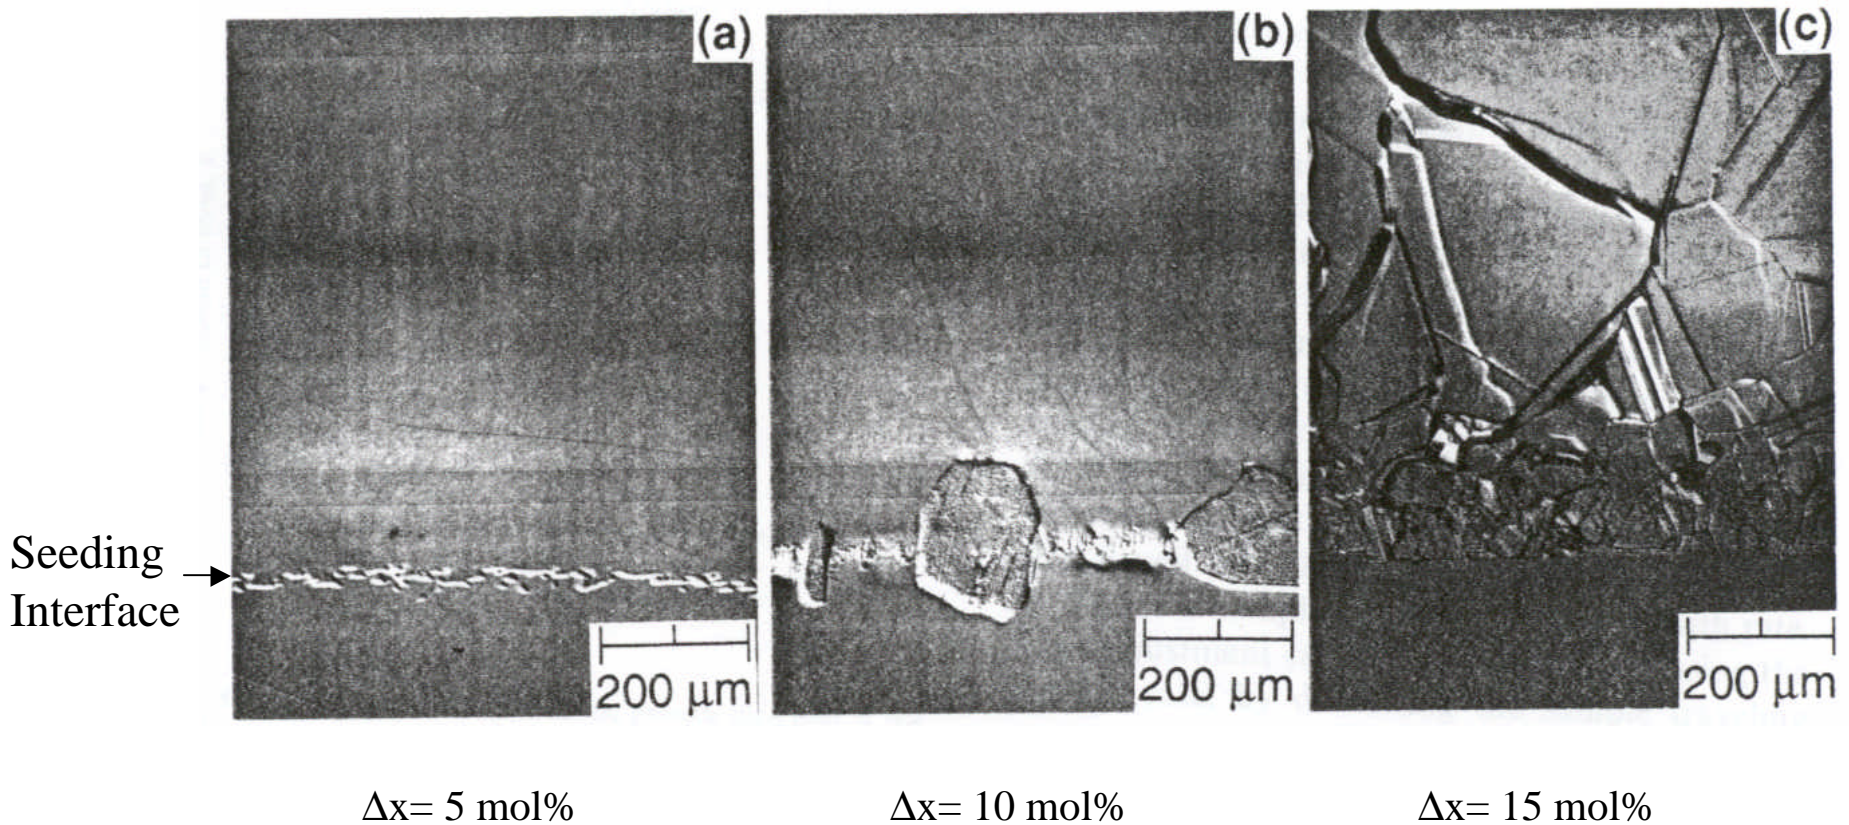 (a)
(b)
(c)
Seeding
Interface
200 μm
200 μm
200 μm
Δx= 5 mol%
Δx= 10 mol%
Δx= 15 mol%